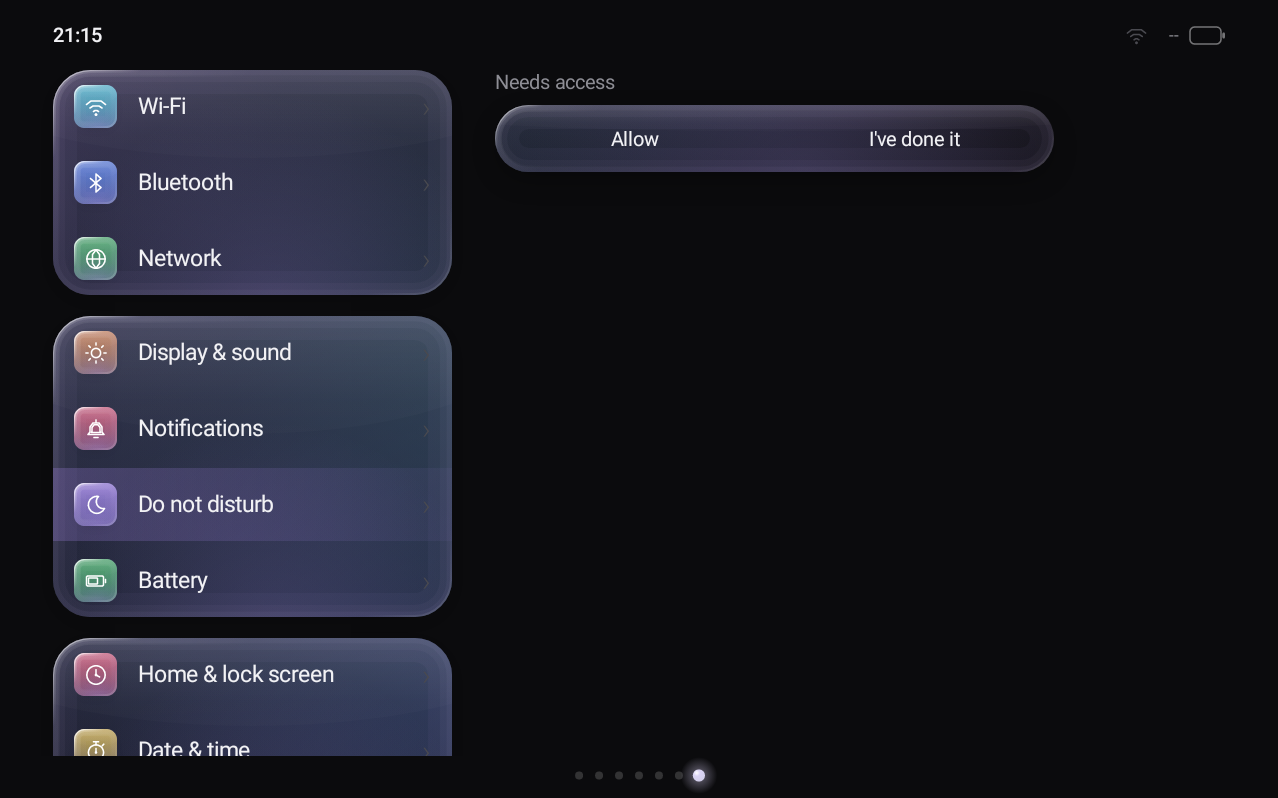 21:15
--
Wi-Fi
Bluetooth
Network
Display & sound
Notifications
Do not disturb
Battery
Home & lock screen
Date & time
Needs access
Allow
I've done it